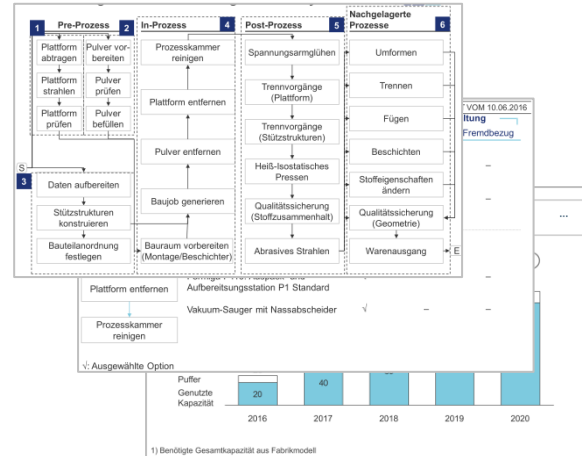 1
Pre-Prozess
2
Plattform
abtragen
Plattform
strahlen
Plattform
prüfen
Pulver vor-
bereiten
Pulver
prüfen
Pulver
befüllen
S
3
Daten aufbereiten
Stützstrukturen
konstruieren
Bauteilanordnung
festlegen
In-Prozess
4
Prozesskammer
reinigen
Plattform entfernen
Pulver entfernen
Baujob generieren
Bauraum vorbereiten
(Montage/Beschichter)
Post-Prozess
5
Spannungsarmglühen
Trennvorgänge
(Plattform)
Trennvorgänge
(Stützstrukturen)
Heiß-Isostatisches
Pressen
Qualitätssicherung
(Stoffzusammenhalt)
Abrasives Strahlen
Nachgelagerte
Prozesse
6
Umformen
Trennen
Fügen
Beschichten
Stoffeigenschaften
ändern
Qualitätssicherung
(Geometrie)
Warenausgang
E
VOM 10.06.2016
ltung
Fremdbezug
–
–
...
Plattform entfernen
Aufbereitungsstation P1 Standard
Prozesskammer
reinigen
Vakuum-Sauger mit Nassabscheider √ – –
√: Ausgewählte Option
Puffer
Genutzte
Kapazität
20
40
2016 2017 2018 2019 2020
1) Benötigte Gesamtkapazität aus Fabrikmodell